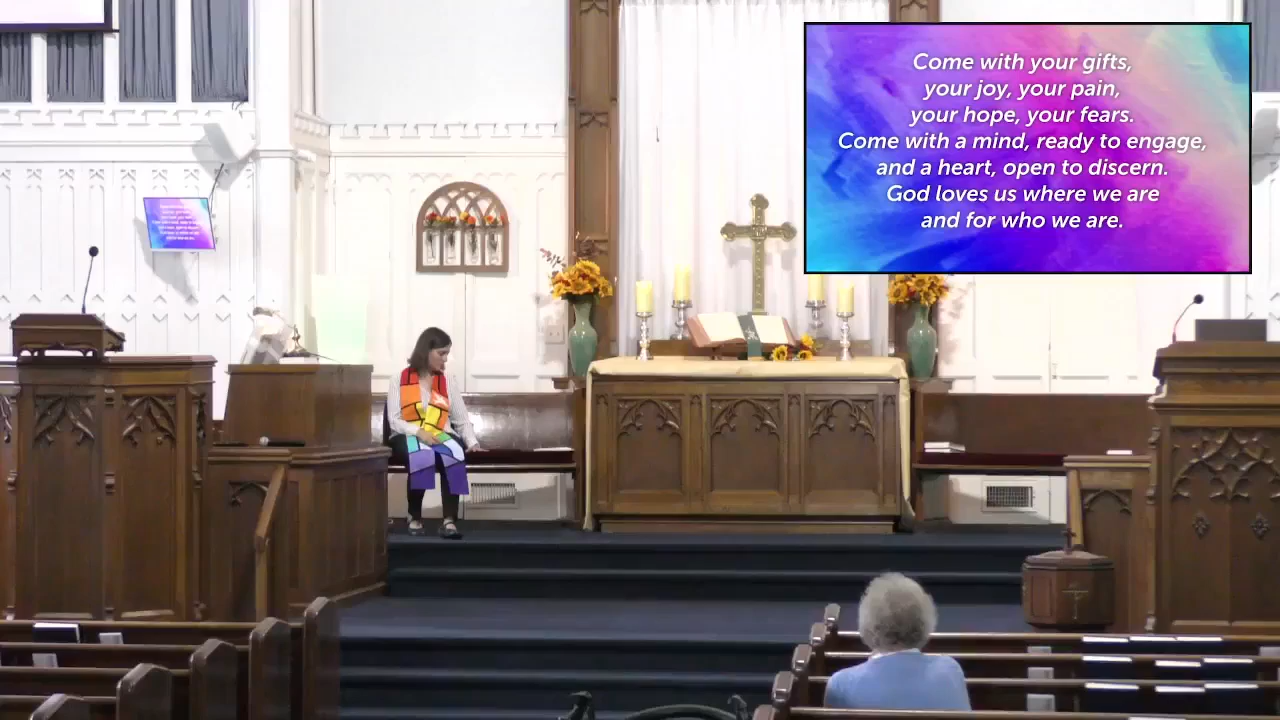 Come with your gifts,
your joy, your pain,
your hope, your fears.
Come with a mind, ready to engage,
and a heart, open to discern.
God loves us where we are
and for who we are.